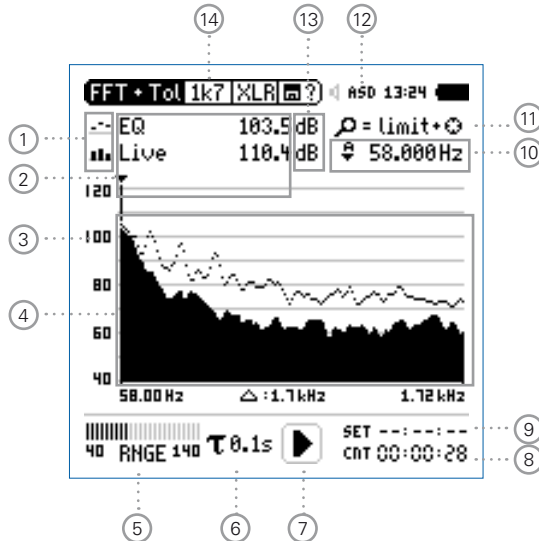 14 13 12
FFT + Tol 1k7 XLR ? ASD 13:24
11
1 EQ 103.5 dB = limit+
Live 110.4 dB 58.000Hz 10
2
120
3 100
80
4
60
40
58.00 Hz △ :1.7kHz 1.72 kHz
SET --:--:-- 9
40 RNGE 140 τ 0.1s CNT 00:00:28 8
5 6 7